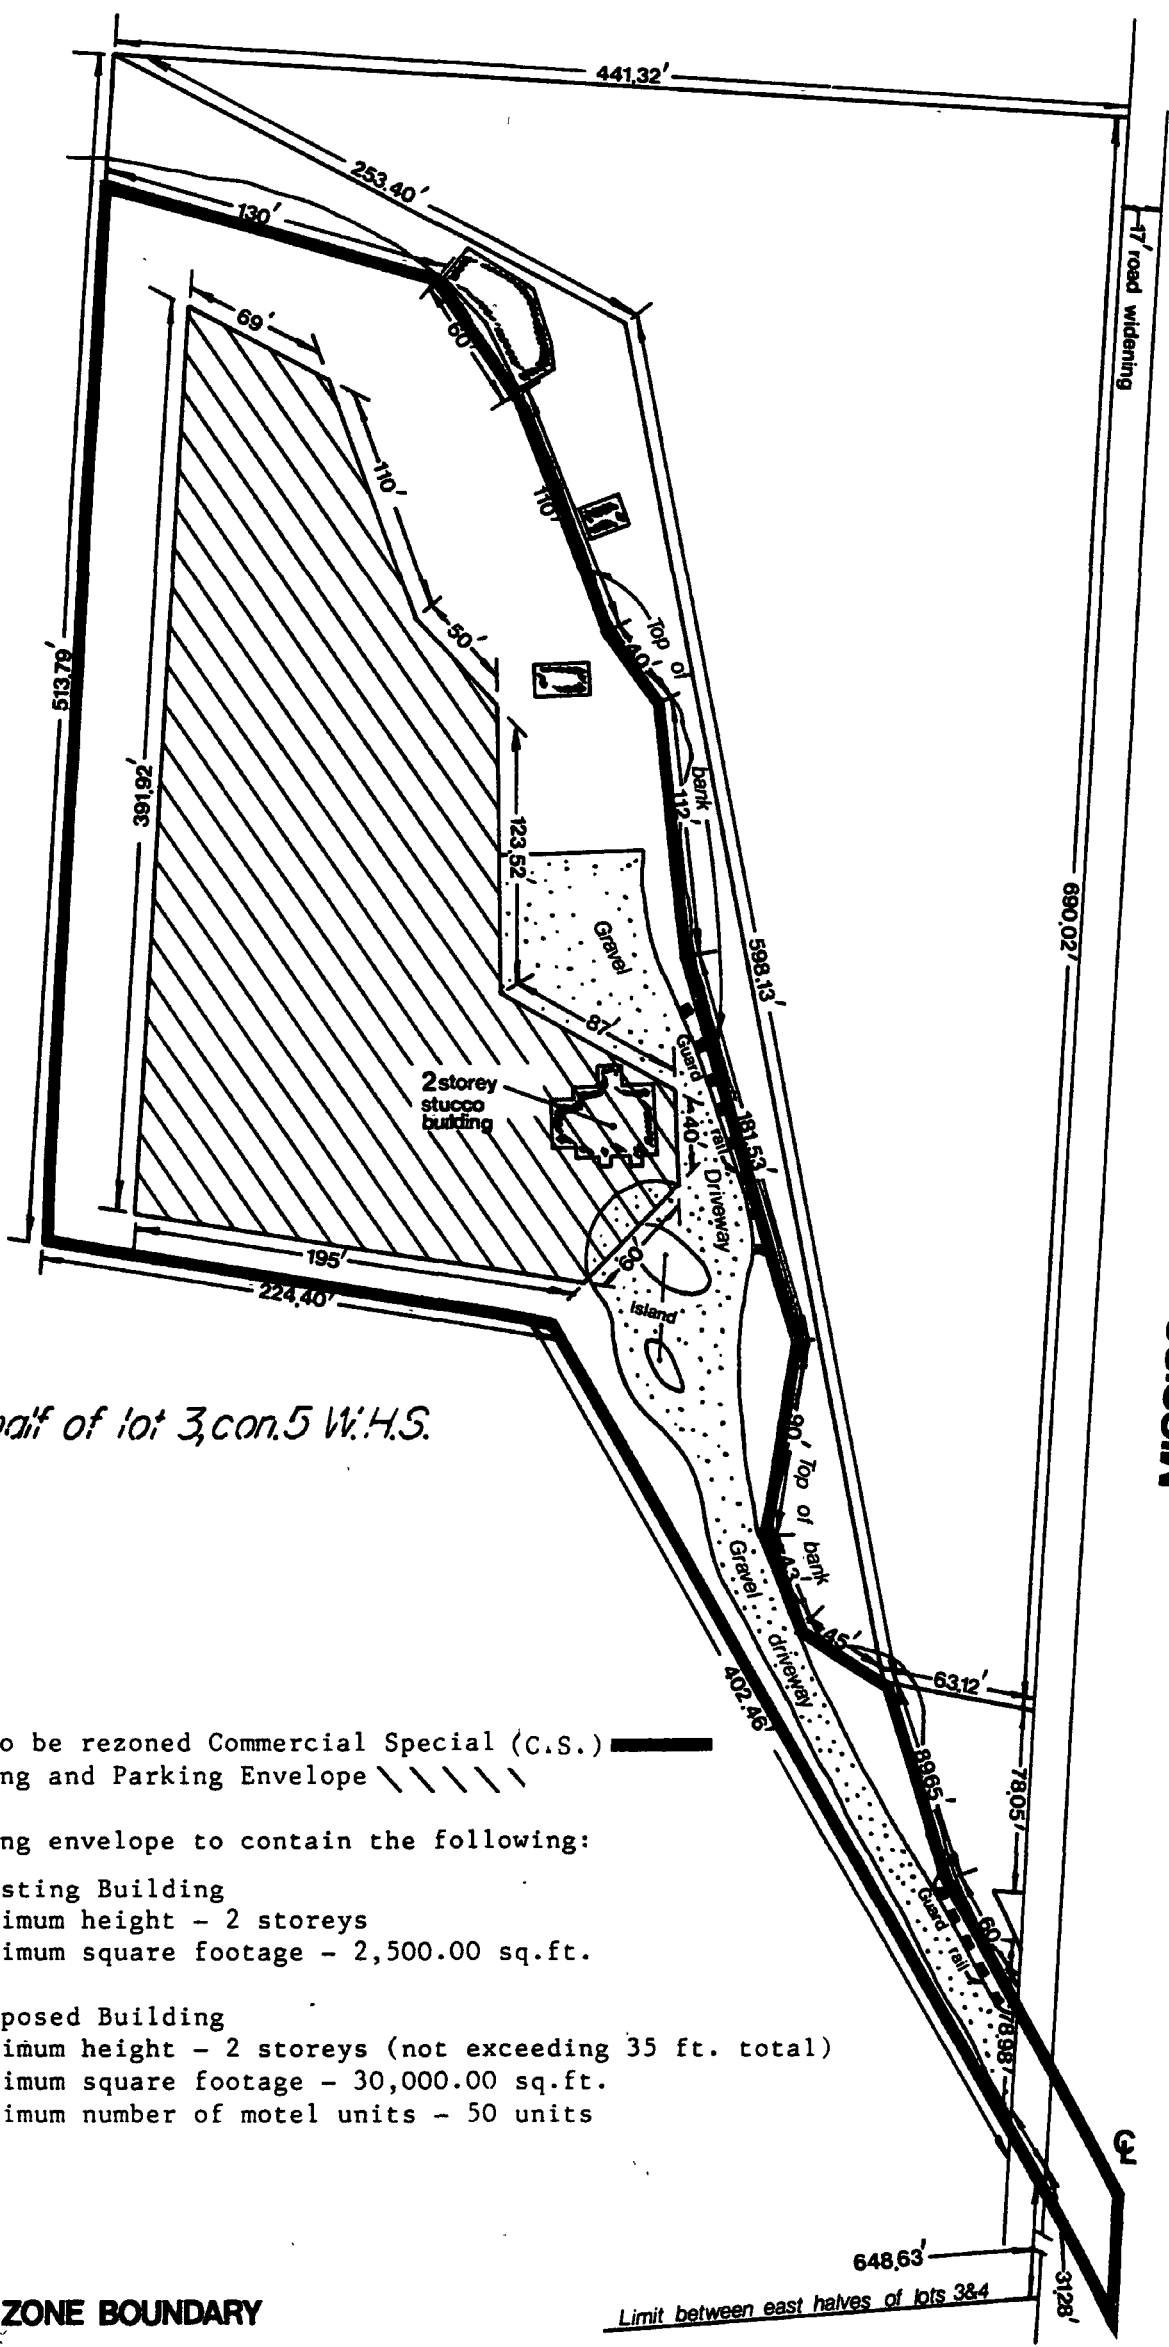 441.32'
253.40'
130'
17' road widening
69'
60'
110'
110'
Top of
bank
40'
50'
513.79'
391.92'
112'
123.52'
690.02'
598.13'
Gravel
87'
Guard
rail
2 storey
stucco
building
40'
181.53'
Driveway
60'
195'
224.40'
Island
half of lot 3, con. 5 W.H.S.
90'
Top of bank
43'
Gravel
driveway
45'
63.12'
402.46'
89.65'
78.05'
o be rezoned Commercial Special (C.S.)
ng and Parking Envelope
ng envelope to contain the following:
sting Building
imum height - 2 storeys
imum square footage - 2,500.00 sq.ft.
Guard
rail
60'
posed Building
imum height - 2 storeys (not exceeding 35 ft. total)
imum square footage - 30,000.00 sq.ft.
imum number of motel units - 50 units
78.98'
℄
648.63'
31.28'
Limit between east halves of lots 3&4
ZONE BOUNDARY